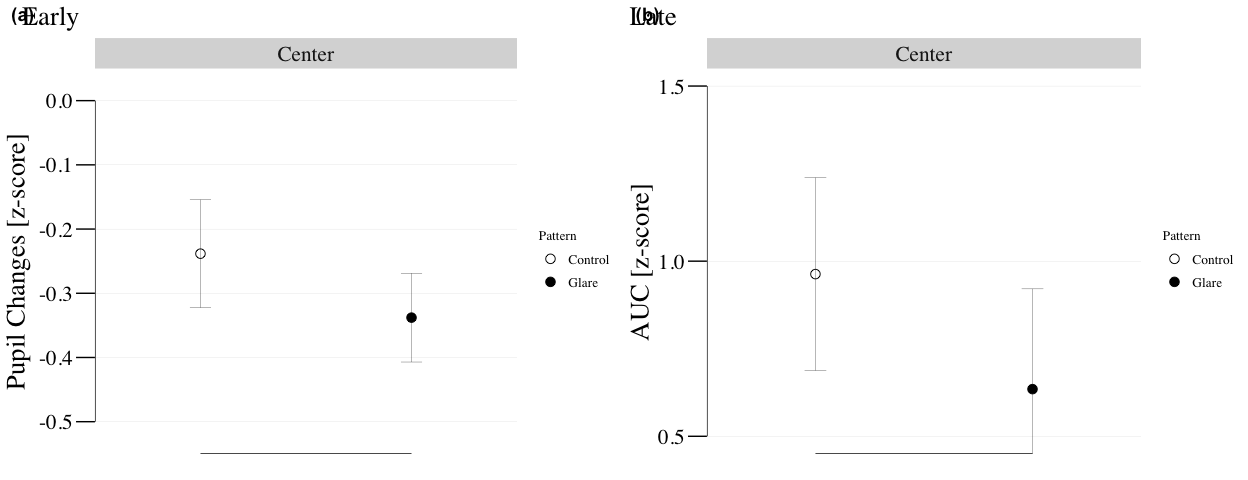 (a) Early
Center
0.0
-0.1
-0.2
-0.3
-0.4
-0.5
Pupil Changes [z-score]
Pattern
Control
Glare
(b) Late
Center
1.5
1.0
0.5
AUC [z-score]
Pattern
Control
Glare